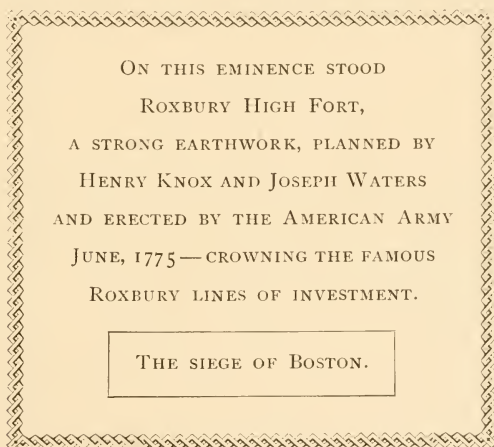 ON THIS EMINENCE STOOD
ROXBURY HIGH FORT,
A STRONG EARTHWORK, PLANNED BY
HENRY KNOX AND JOSEPH WATERS
AND ERECTED BY THE AMERICAN ARMY
JUNE, 1775—CROWNING THE FAMOUS
ROXBURY LINES OF INVESTMENT.
THE SIEGE OF BOSTON.